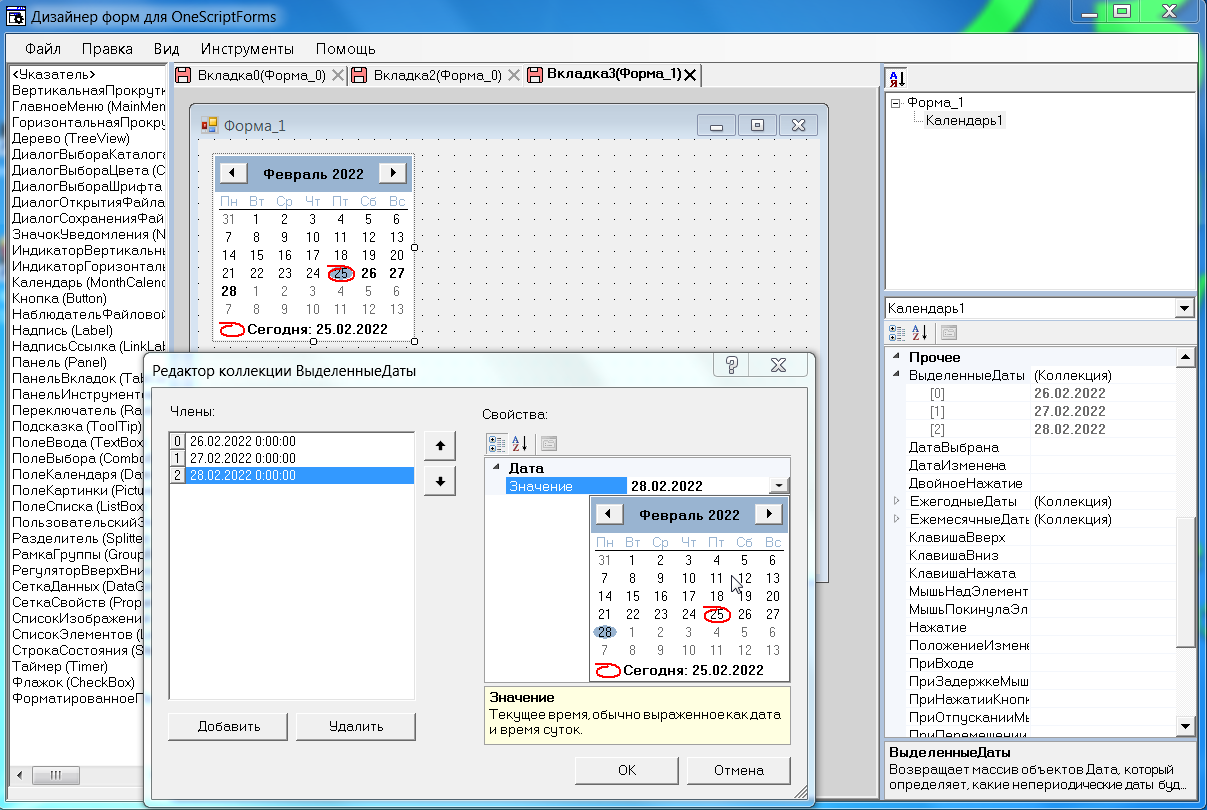 Дизайнер форм для OneScriptForms
Файл Правка Вид Инструменты Помощь
<Указатель>
ВертикальнаяПрокрутк
ГлавноеМеню (MainMen
ГоризонтальнаяПрокру
Дерево (TreeView)
ДиалогВыбораКаталога
ДиалогВыбораЦвета (C
ДиалогВыбораШрифта
ДиалогОткрытияФайла
ДиалогСохраненияФай
ЗначокУведомления (N
ИндикаторВертикальны
ИндикаторГоризонталь
Календарь (MonthCalenc
Кнопка (Button)
НаблюдательФайловой
Надпись (Label)
НадписьСсылка (LinkLab
Панель (Panel)
ПанельВкладок (Tab
ПанельИнструменто
Переключатель (Ra
Подсказка (ToolTip)
ПолеВвода (TextBox
ПолеВыбора (Combo
ПолеКалендаря (Da
ПолеКартинки (Pictu
ПолеСписка (ListBox
ПользовательскийЭ
Разделитель (Splitte
РамкаГруппы (Group
РегуляторВверхВни
СеткаДанных (DataG
СеткаСвойств (Prop
СписокИзображени
СписокЭлементов (L
СтрокаСостояния (S
Таймер (Timer)
Флажок (CheckBox)
ФорматированноеП
Вкладка0(Форма_0) Вкладка2(Форма_0) Вкладка3(Форма_1)
Форма_1
Февраль 2022
Пн Вт Ср Чт Пт Сб Вс
31 1 2 3 4 5 6
7 8 9 10 11 12 13
14 15 16 17 18 19 20
21 22 23 24 25 26 27
28 1 2 3 4 5 6
7 8 9 10 11 12 13
Сегодня: 25.02.2022
Редактор коллекции ВыделенныеДаты
Члены:
0 26.02.2022 0:00:00
1 27.02.2022 0:00:00
2 28.02.2022 0:00:00
Добавить Удалить
Свойства:
Дата
Значение 28.02.2022
Февраль 2022
Пн Вт Ср Чт Пт Сб Вс
31 1 2 3 4 5 6
7 8 9 10 11 12 13
14 15 16 17 18 19 20
21 22 23 24 25 26 27
28 1 2 3 4 5 6
7 8 9 10 11 12 13
Сегодня: 25.02.2022
Значение
Текущее время, обычно выраженное как дата
и время суток.
OK Отмена
Форма_1
Календарь1
Календарь1
Прочее
ВыделенныеДаты (Коллекция)
[0] 26.02.2022
[1] 27.02.2022
[2] 28.02.2022
ДатаВыбрана
ДатаИзменена
ДвойноеНажатие
ЕжегодныеДаты (Коллекция)
ЕжемесячныеДаты (Коллекция)
КлавишаВверх
КлавишаВниз
КлавишаНажата
МышьНадЭлемент
МышьПокинулаЭл
Нажатие
ПоложениеИзмене
ПриВходе
ПриЗадержкеМыш
ПриНажатииКнопк
ПриОтпусканииМы
ПриПеремещении
ВыделенныеДаты
Возвращает массив объектов Дата, который
определяет, какие непериодические даты буд...